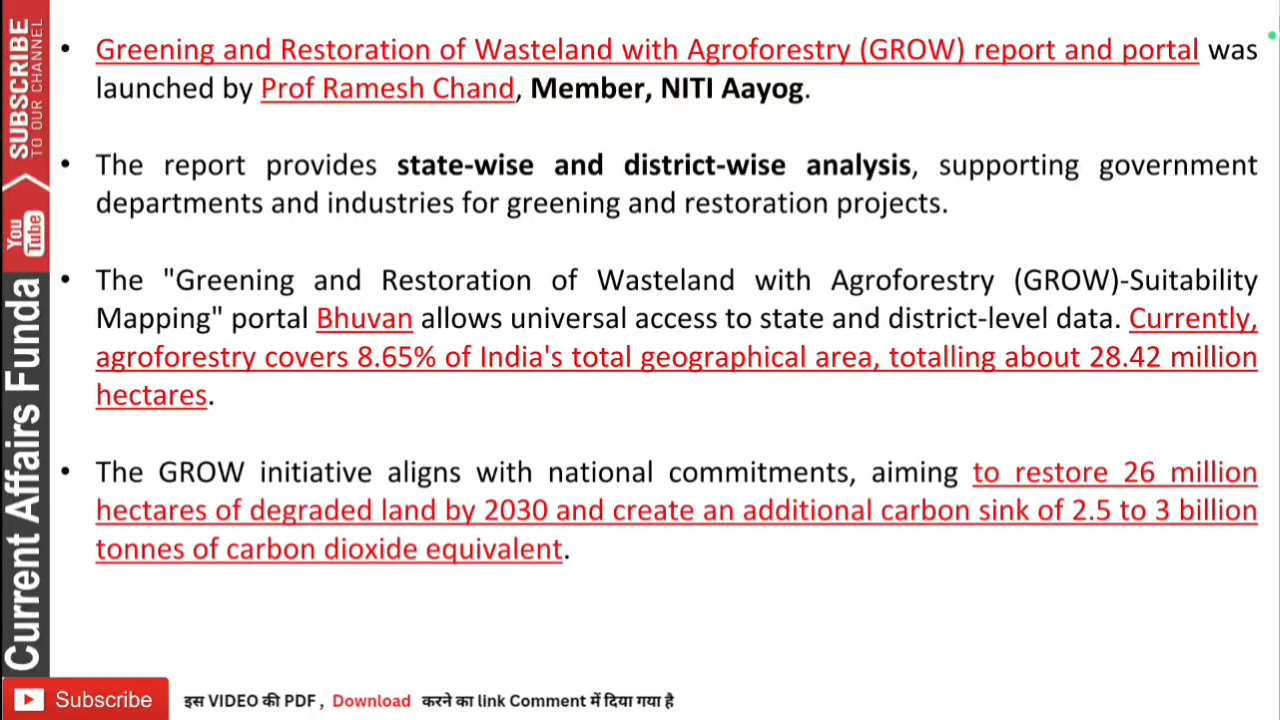 SUBSCRIBE
TO OUR CHANNEL
You
Tube
Current Affairs Funda
• Greening and Restoration of Wasteland with Agroforestry (GROW) report and portal was
launched by Prof Ramesh Chand, Member, NITI Aayog.
• The report provides state-wise and district-wise analysis, supporting government
departments and industries for greening and restoration projects.
• The "Greening and Restoration of Wasteland with Agroforestry (GROW)-Suitability
Mapping" portal Bhuvan allows universal access to state and district-level data. Currently,
agroforestry covers 8.65% of India's total geographical area, totalling about 28.42 million
hectares.
• The GROW initiative aligns with national commitments, aiming to restore 26 million
hectares of degraded land by 2030 and create an additional carbon sink of 2.5 to 3 billion
tonnes of carbon dioxide equivalent.
Subscribe
इस VIDEO की PDF , Download करने का link Comment में दिया गया है